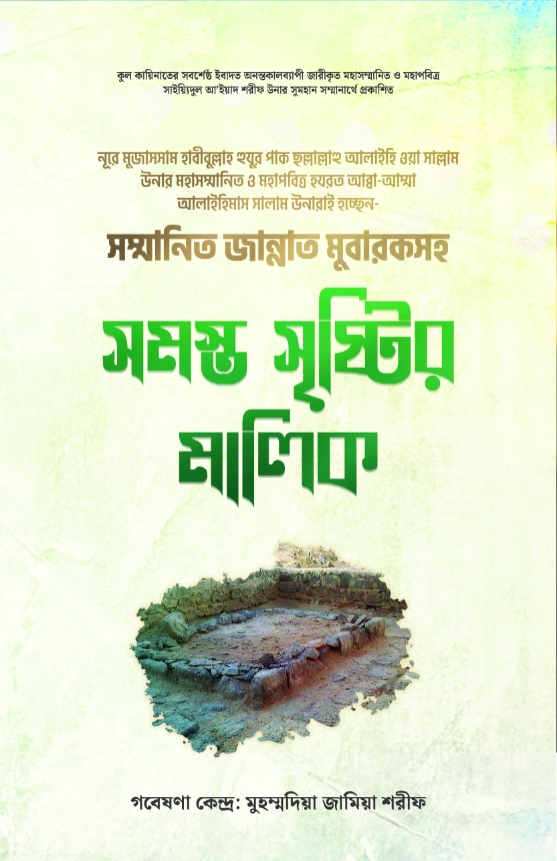 কুল কায়িনাতের সবর্শেষ্ঠ ইবাদত অনন্তকালব্যাপী জারীকৃত মহাসম্মানিত ও মহাপবিত্র
সাইয়্যিদুল আ'ইয়াদ শরীফ উনার সুমহান সম্মানার্থে প্রকাশিত
নূরে মুজাসসাম হাবীবুল্লাহ হুযূর পাক ছল্লাল্লাহু আলাইহি ওয়া সাল্লাম
উনার মহাসম্মানিত ও মহাপবিত্র হযরত আব্বা-আম্মা
আলাইহিমাস সালাম উনারাই হচ্ছেন-
সম্মানিত জান্নাত মুবারকসহ
সমস্ত সৃষ্টির
মালিক
গবেষণা কেন্দ্র: মুহম্মদিয়া জামিয়া শরীফ